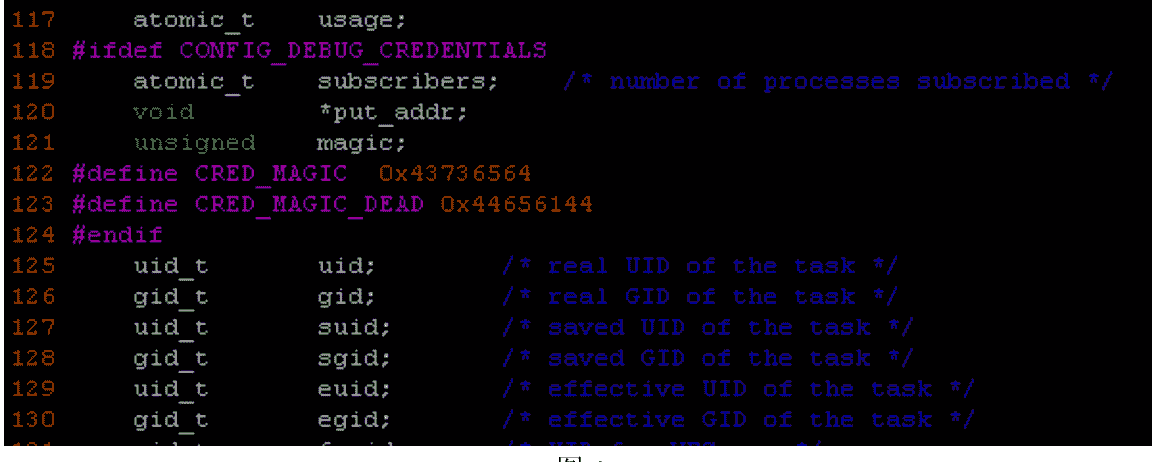 117     atomic_t    usage;
118 #ifdef CONFIG_DEBUG_CREDENTIALS
119     atomic_t    subscribers;    /* number of processes subscribed */
120     void        *put_addr;
121     unsigned    magic;
122 #define CRED_MAGIC  0x43736564
123 #define CRED_MAGIC_DEAD 0x44656144
124 #endif
125     uid_t       uid;        /* real UID of the task */
126     gid_t       gid;        /* real GID of the task */
127     uid_t       suid;       /* saved UID of the task */
128     gid_t       sgid;       /* saved GID of the task */
129     uid_t       euid;       /* effective UID of the task */
130     gid_t       egid;       /* effective GID of the task */